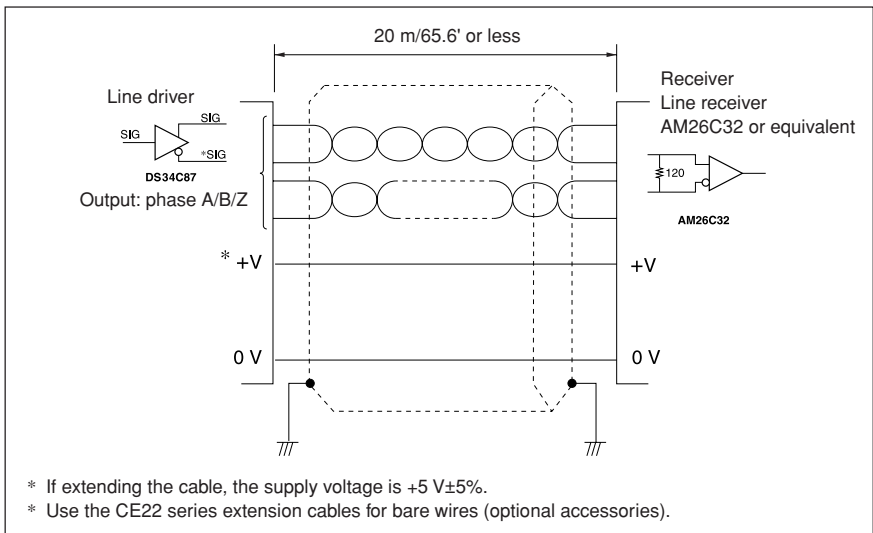 20 m/65.6' or less
Line driver
SIG
SIG
*SIG
DS34C87
Output: phase A/B/Z
Receiver
Line receiver
AM26C32 or equivalent
120
AM26C32
* +V
+V
0 V
0 V
* If extending the cable, the supply voltage is +5 V±5%.
* Use the CE22 series extension cables for bare wires (optional accessories).